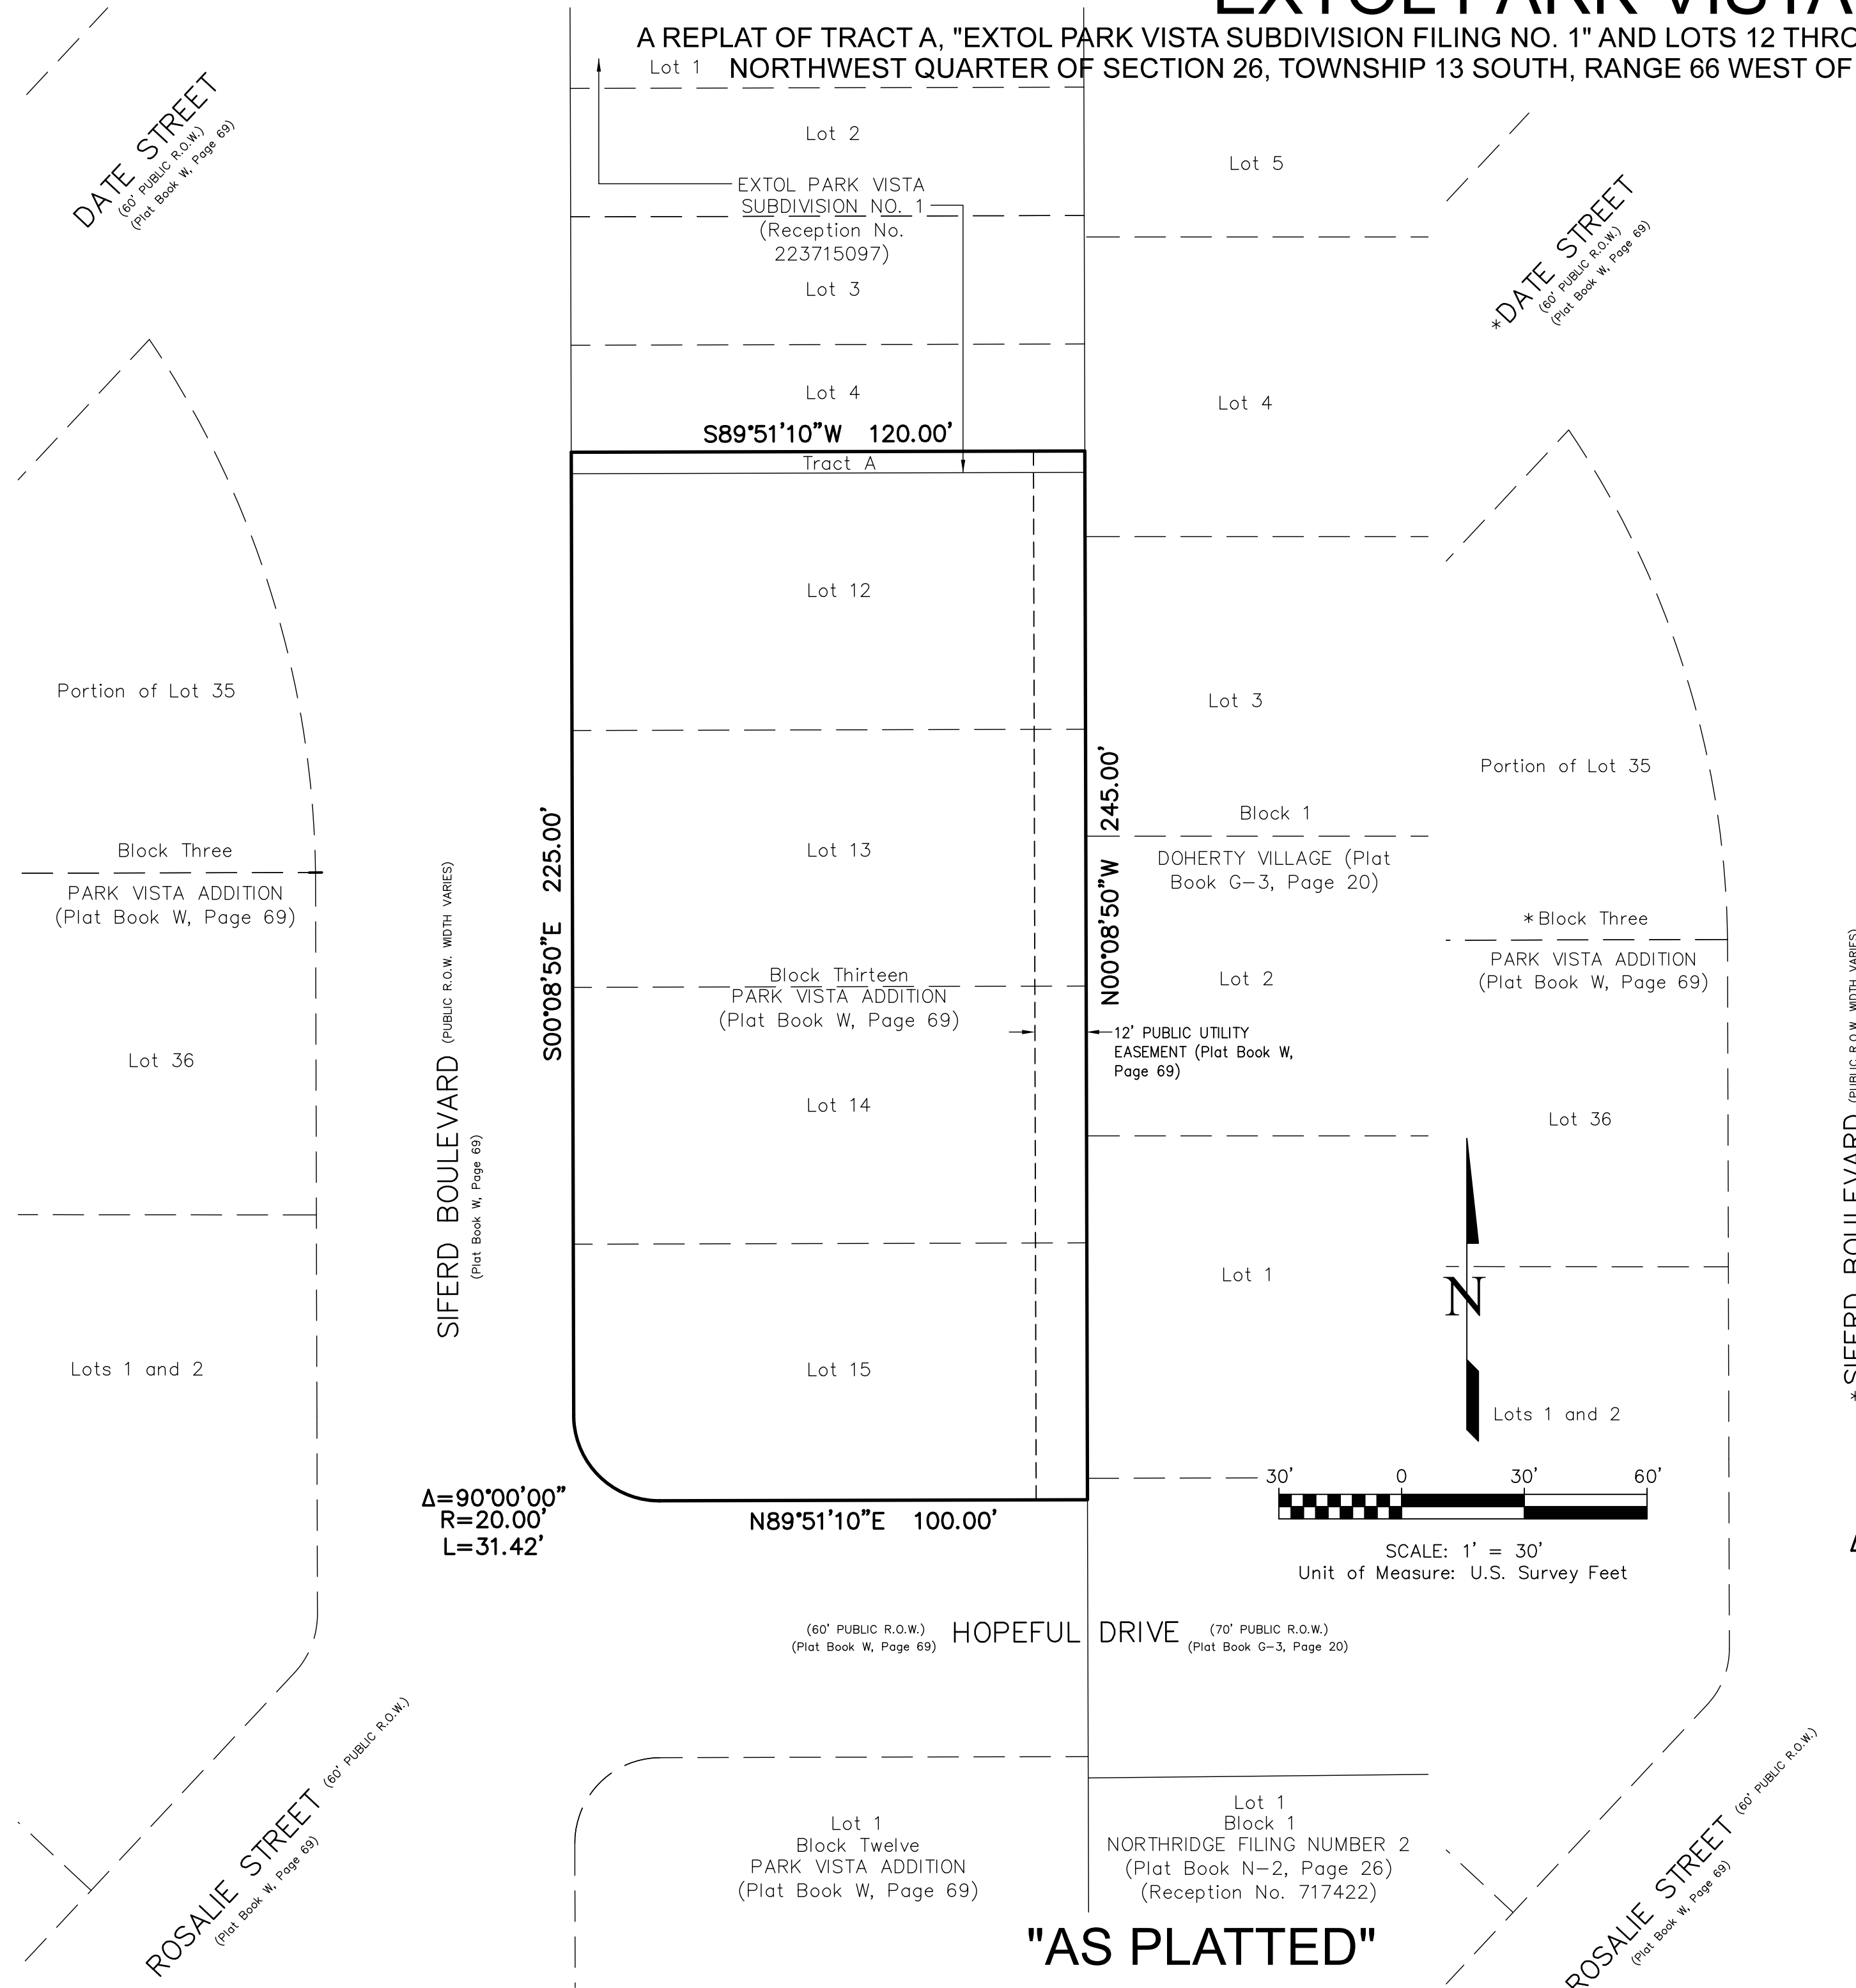 EXTOL PARK VISTA
A REPLAT OF TRACT A, "EXTOL PARK VISTA SUBDIVISION FILING NO. 1" AND LOTS 12
NORTHWEST QUARTER OF SECTION 26, TOWNSHIP 13 SOUTH, RANGE 66 WEST OF
DATE STREET
(60' PUBLIC R.O.W.)
(Plat Book W, Page 69)
Lot 1
Lot 2
EXTOL PARK VISTA
SUBDIVISION NO. 1
(Reception No.
223715097)
Lot 3
Lot 4
Lot 5
Lot 4
*DATE STREET
(60' PUBLIC R.O.W.)
(Plat Book W, Page 69)
S89°51'10"W 120.00'
Tract A
Lot 12
Lot 13
Block Thirteen
PARK VISTA ADDITION
(Plat Book W, Page 69)
Lot 14
Lot 15
Portion of Lot 35
Block Three
PARK VISTA ADDITION
(Plat Book W, Page 69)
Lot 36
Lots 1 and 2
SIFERD BOULEVARD (PUBLIC R.O.W. WIDTH VARIES)
(Plat Book W, Page 69)
S00°08'50"E 225.00'
N00°08'50"W 245.00'
Lot 3
Block 1
DOHERTY VILLAGE (Plat
Book G-3, Page 20)
Lot 2
12' PUBLIC UTILITY
EASEMENT (Plat Book W,
Page 69)
Lot 1
Portion of Lot 35
*Block Three
PARK VISTA ADDITION
(Plat Book W, Page 69)
Lot 36
N
Lots 1 and 2
*SIFERD BOULEVARD (PUBLIC R.O.W. WIDTH VARIES)
Δ=90°00'00"
R=20.00'
L=31.42'
N89°51'10"E 100.00'
30' 0 30' 60'
SCALE: 1' = 30'
Unit of Measure: U.S. Survey Feet
(60' PUBLIC R.O.W.)
(Plat Book W, Page 69)
HOPEFUL DRIVE
(70' PUBLIC R.O.W.)
(Plat Book G-3, Page 20)
ROSALIE STREET (60' PUBLIC R.O.W.)
(Plat Book W, Page 69)
Lot 1
Block Twelve
PARK VISTA ADDITION
(Plat Book W, Page 69)
Lot 1
Block 1
NORTHRIDGE FILING NUMBER 2
(Plat Book N-2, Page 26)
(Reception No. 717422)
ROSALIE STREET (60' PUBLIC R.O.W.)
(Plat Book W, Page 69)
"AS PLATTED"